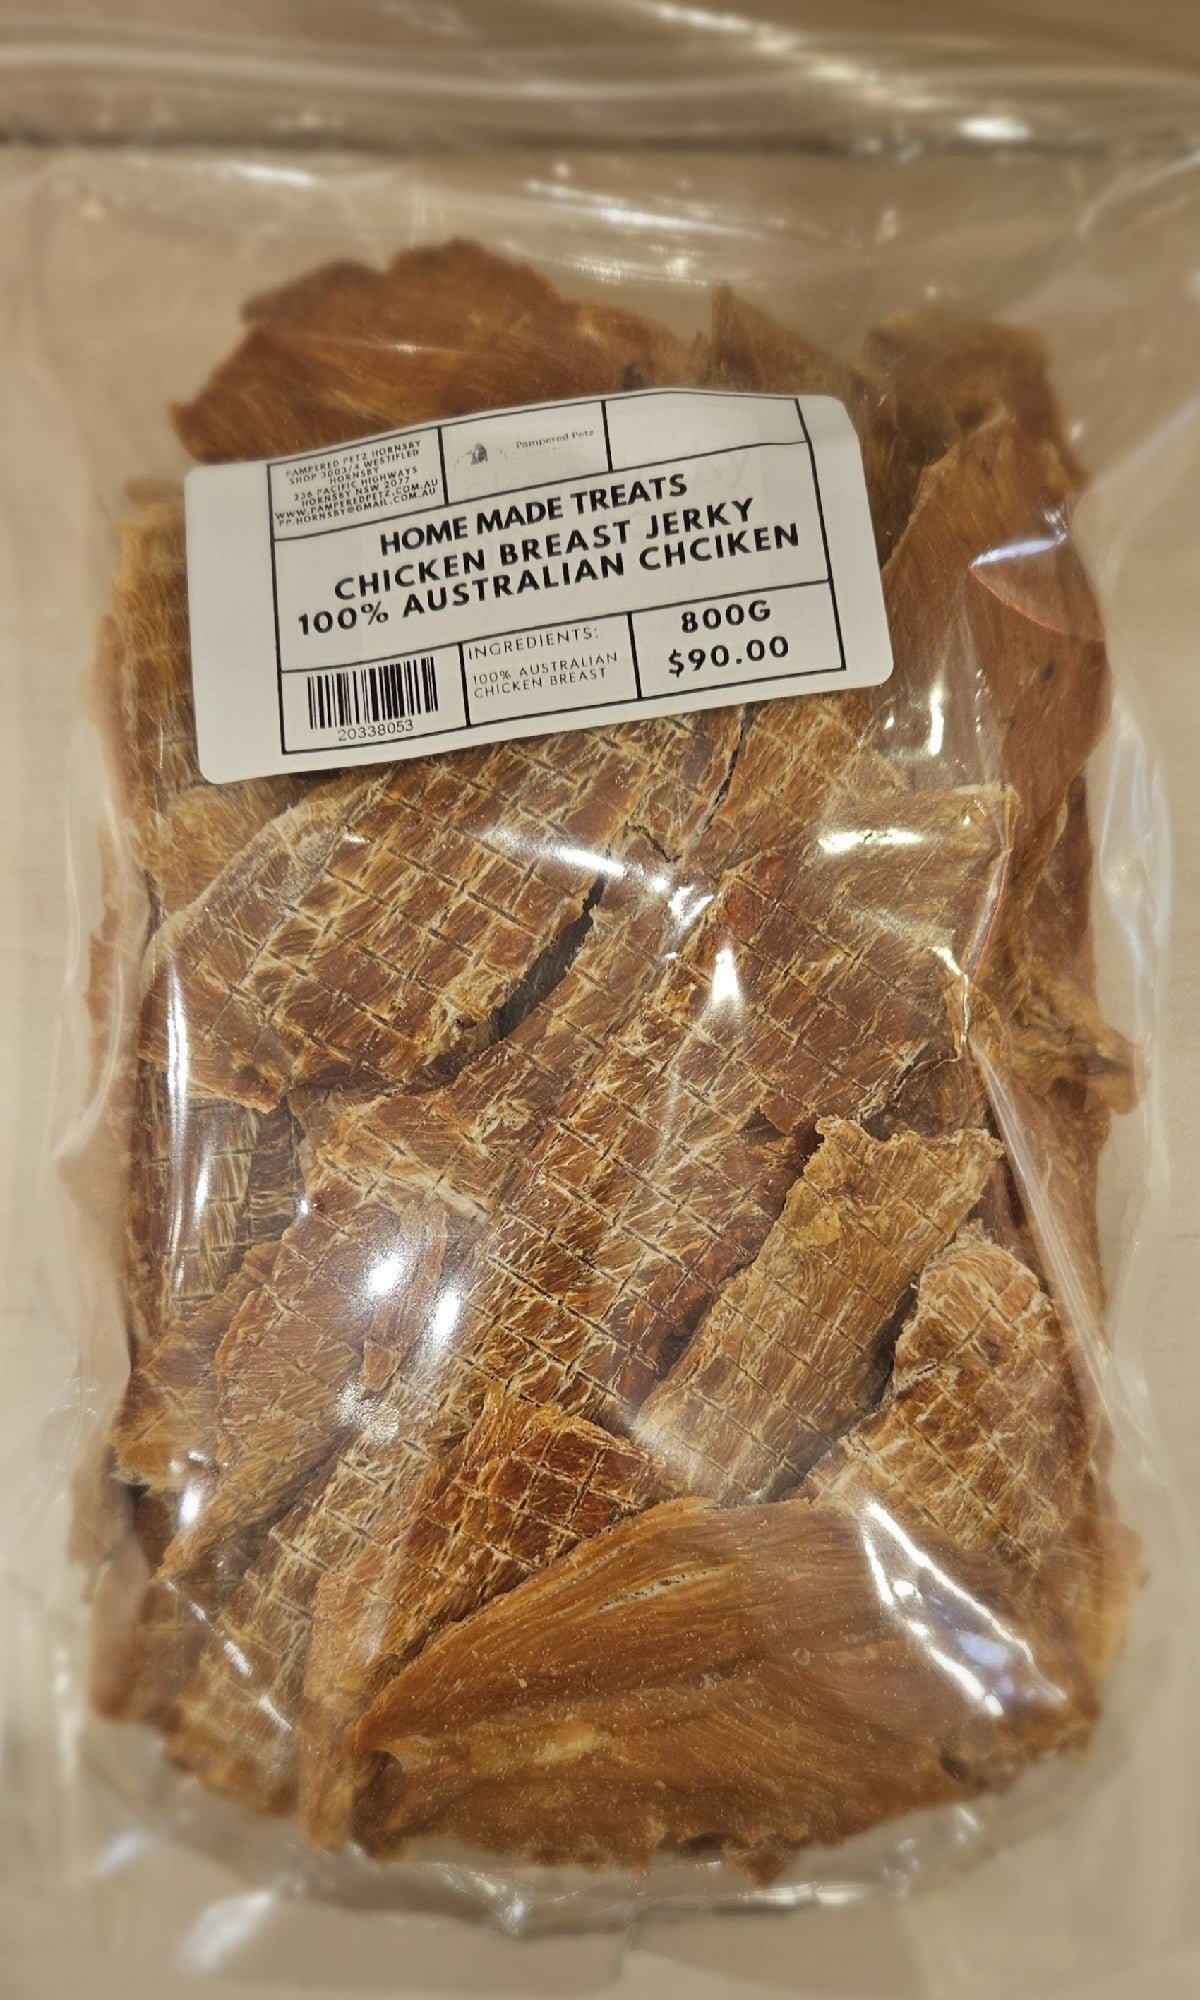 PAMPERED PETZ HORNSBY
SHOP 3003/4 WESTIFLED
HORNSBY
236 PACIFIC HIGHWAYS
HORNSBY NSW 2077
WWW.PAMPEREDPETZ.COM.AU
PP.HORNSBY@GMAIL.COM.AU
Pampered Petz
HOME MADE TREATS
CHICKEN BREAST JERKY
100% AUSTRALIAN CHCIKEN
20338053
INGREDIENTS:
100% AUSTRALIAN
CHICKEN BREAST
800G
$90.00